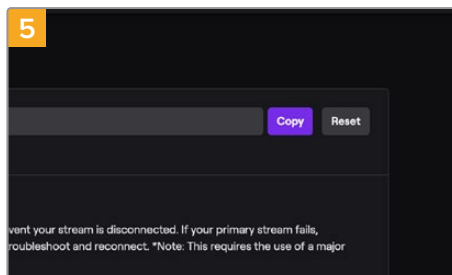 5
Copy Reset
vent your stream is disconnected. If your primary stream fails,
roubleshoot and reconnect. *Note: This requires the use of a major